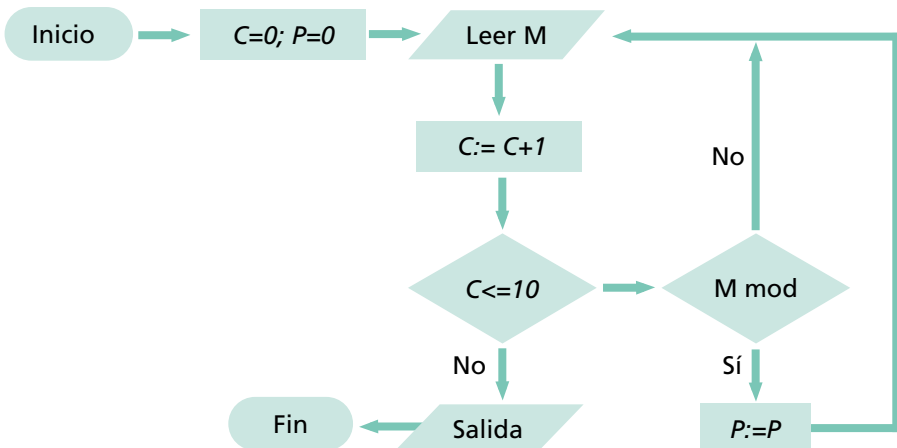 Inicio
C=0; P=0
Leer M
C:= C+1
No
C<=10
M mod
No
Sí
Fin
Salida
P:=P